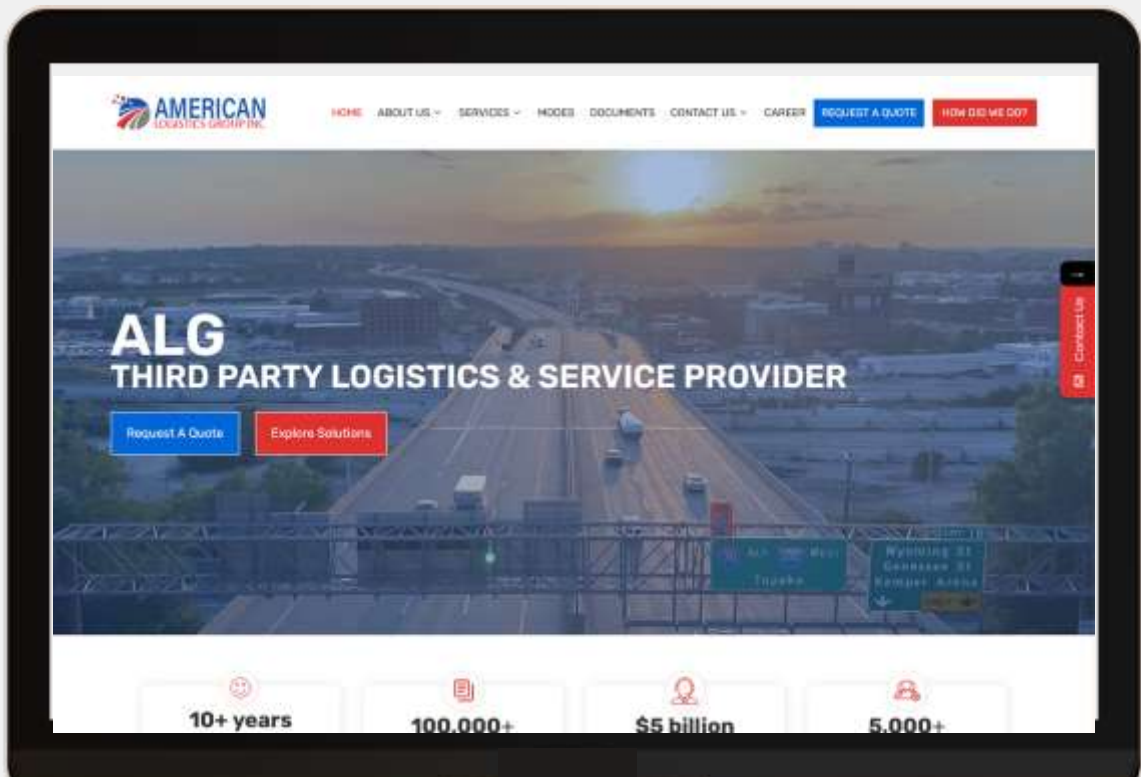 AMERICAN
LOGISTICS GROUP INC.
HOME ABOUT US SERVICES MODES DOCUMENTS CONTACT US CAREER REQUEST A QUOTE HOW DID WE DO?
ALG
THIRD PARTY LOGISTICS & SERVICE PROVIDER
Request A Quote Explore Solutions
Contact Us
West
Topeka
Wyoming St
Genessee St
Kemper Arena
10+ years 100,000+ $5 billion 5,000+